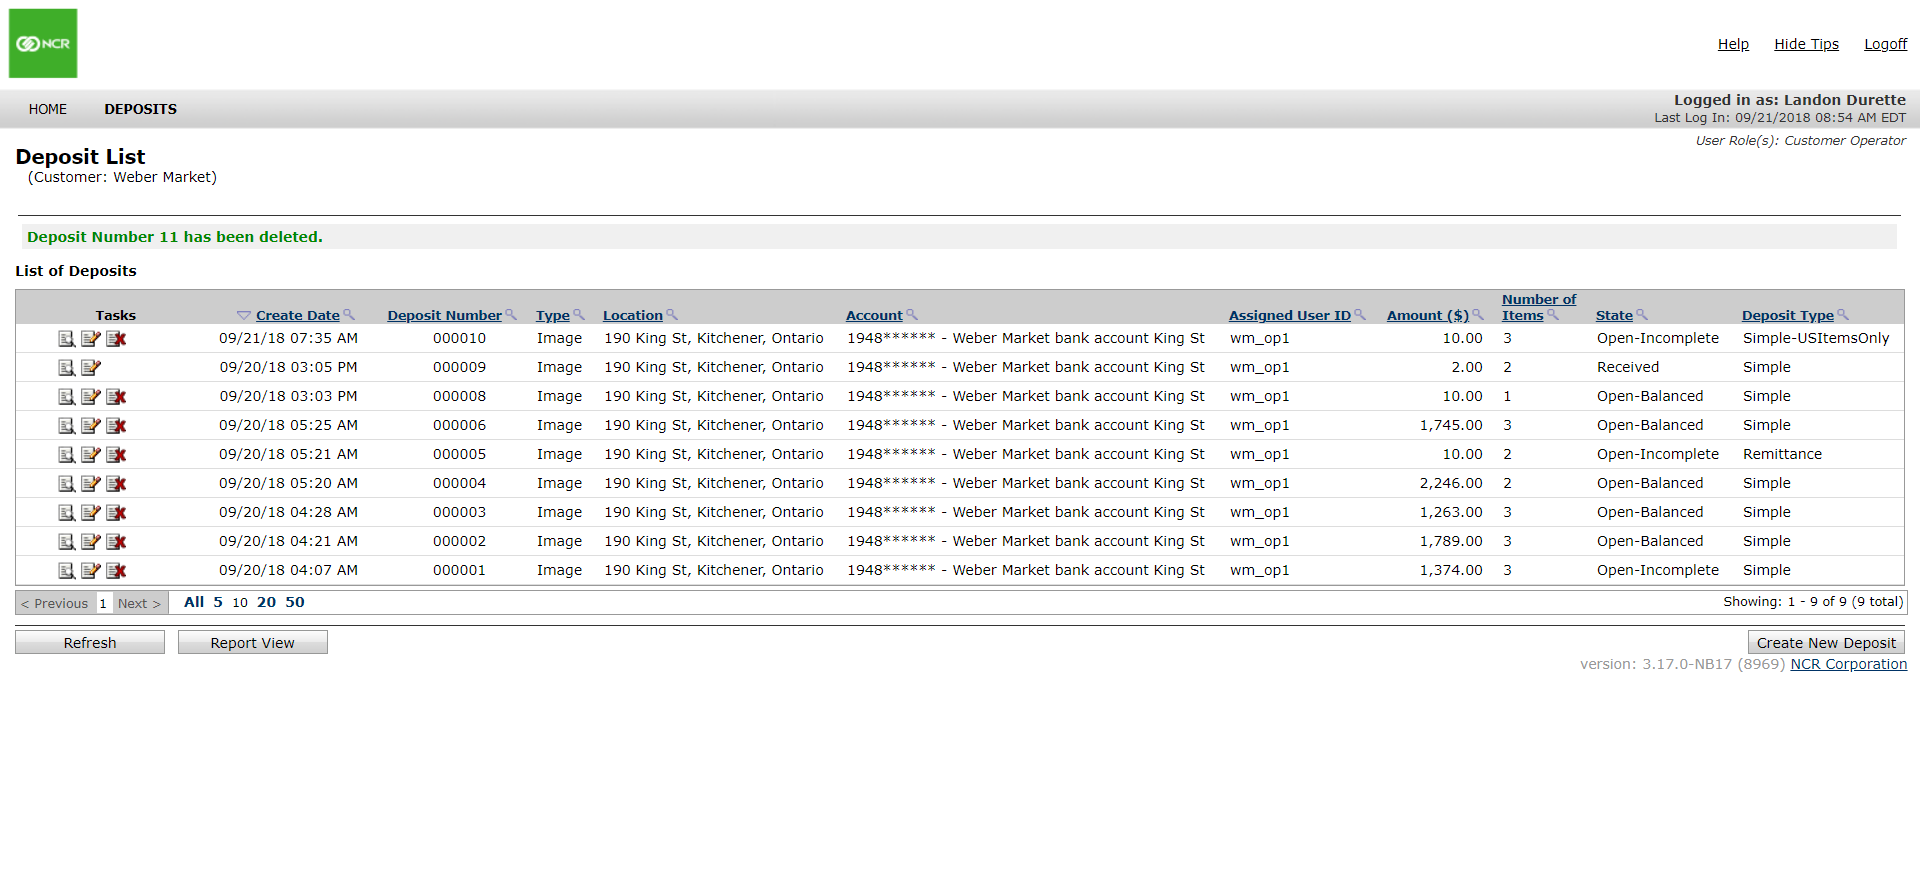 NCR
Help Hide Tips Logoff
HOME DEPOSITS
Logged in as: Landon Durette
Last Log In: 09/21/2018 08:54 AM EDT
User Role(s): Customer Operator
Deposit List
(Customer: Weber Market)
Deposit Number 11 has been deleted.
List of Deposits
Tasks Create Date Deposit Number Type Location Account Assigned User ID Amount ($) Number of Items State Deposit Type
09/21/18 07:35 AM 000010 Image 190 King St, Kitchener, Ontario 1948****** - Weber Market bank account King St wm_op1 10.00 3 Open-Incomplete Simple-USItemsOnly
09/20/18 03:05 PM 000009 Image 190 King St, Kitchener, Ontario 1948****** - Weber Market bank account King St wm_op1 2.00 2 Received Simple
09/20/18 03:03 PM 000008 Image 190 King St, Kitchener, Ontario 1948****** - Weber Market bank account King St wm_op1 10.00 1 Open-Balanced Simple
09/20/18 05:25 AM 000006 Image 190 King St, Kitchener, Ontario 1948****** - Weber Market bank account King St wm_op1 1,745.00 3 Open-Balanced Simple
09/20/18 05:21 AM 000005 Image 190 King St, Kitchener, Ontario 1948****** - Weber Market bank account King St wm_op1 10.00 2 Open-Incomplete Remittance
09/20/18 05:20 AM 000004 Image 190 King St, Kitchener, Ontario 1948****** - Weber Market bank account King St wm_op1 2,246.00 2 Open-Balanced Simple
09/20/18 04:28 AM 000003 Image 190 King St, Kitchener, Ontario 1948****** - Weber Market bank account King St wm_op1 1,263.00 3 Open-Balanced Simple
09/20/18 04:21 AM 000002 Image 190 King St, Kitchener, Ontario 1948****** - Weber Market bank account King St wm_op1 1,789.00 3 Open-Balanced Simple
09/20/18 04:07 AM 000001 Image 190 King St, Kitchener, Ontario 1948****** - Weber Market bank account King St wm_op1 1,374.00 3 Open-Incomplete Simple
< Previous 1 Next > All 5 10 20 50 Showing: 1 - 9 of 9 (9 total)
Refresh Report View Create New Deposit
version: 3.17.0-NB17 (8969) NCR Corporation